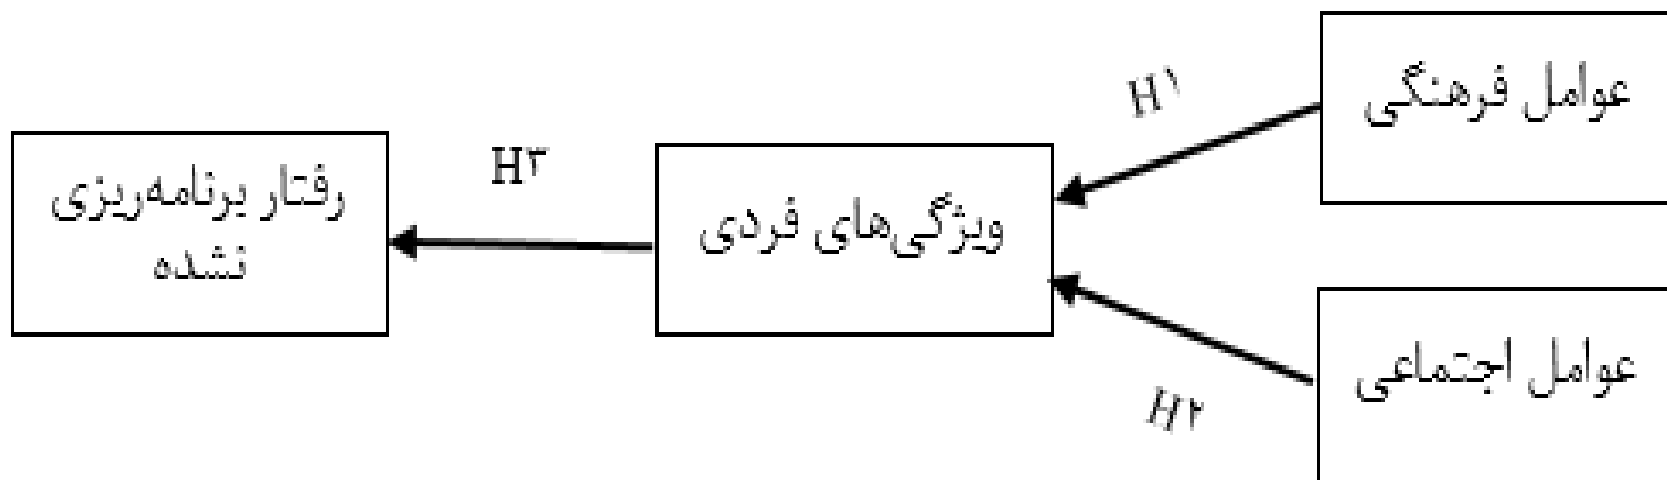 عوامل فرهنگی
H۱
ویژگی‌های فردی
H۳
رفتار برنامه‌ریزی
نشده
عوامل اجتماعی
H۲